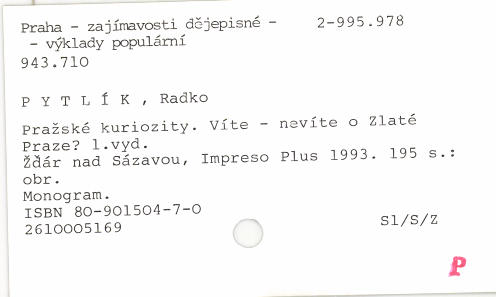 Praha - zajímavosti dějepisné - 2-995.978
- výklady populární
943.710
P Y T L Í K , Radko
Pražské kuriozity. Víte - nevíte o Zlaté
Praze? 1.vyd.
Žďár nad Sázavou, Impreso Plus 1993. 195 s.:
obr.
Monogram.
ISBN 80-901504-7-0
2610005169 Sl/S/Z
P